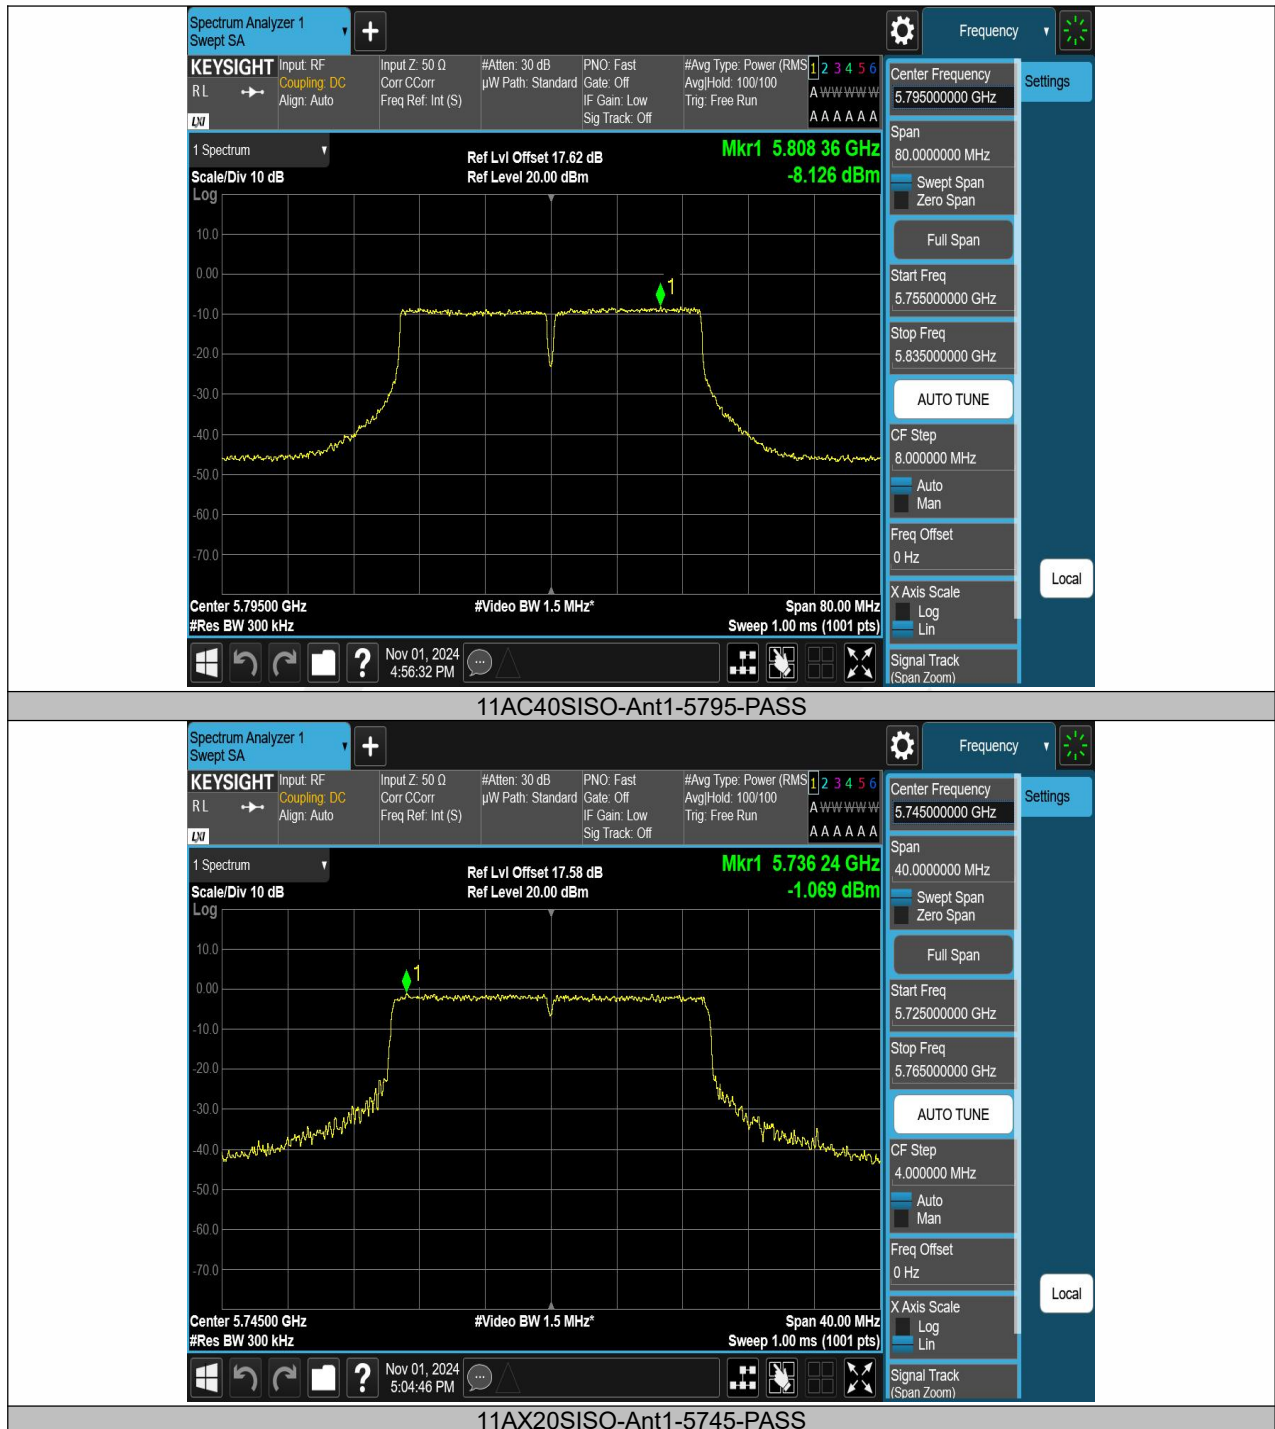 Spectrum Analyzer 1
Swept SA
Frequency
KEYSIGHT
R L
LXI
Input: RF
Coupling: DC
Align: Auto
Input Z: 50 Ω
Corr CCorr
Freq Ref: Int (S)
#Atten: 30 dB
µW Path: Standard
PNO: Fast
Gate: Off
IF Gain: Low
Sig Track: Off
#Avg Type: Power (RMS
Avg|Hold: 100/100
Trig: Free Run
1 2 3 4 5 6
A W W W W W
A A A A A A
1 Spectrum
Scale/Div 10 dB
Ref Lvl Offset 17.62 dB
Ref Level 20.00 dBm
Mkr1 5.808 36 GHz
-8.126 dBm
Log
10.0
0.00
-10.0
-20.0
-30.0
-40.0
-50.0
-60.0
-70.0
1
Center 5.79500 GHz
#Res BW 300 kHz
#Video BW 1.5 MHz*
Span 80.00 MHz
Sweep 1.00 ms (1001 pts)
Nov 01, 2024
4:56:32 PM
Center Frequency
5.795000000 GHz
Settings
Span
80.0000000 MHz
Swept Span
Zero Span
Full Span
Start Freq
5.755000000 GHz
Stop Freq
5.835000000 GHz
AUTO TUNE
CF Step
8.000000 MHz
Auto
Man
Freq Offset
0 Hz
Local
X Axis Scale
Log
Lin
Signal Track
(Span Zoom)
11AC40SISO-Ant1-5795-PASS
Spectrum Analyzer 1
Swept SA
Frequency
KEYSIGHT
R L
LXI
Input: RF
Coupling: DC
Align: Auto
Input Z: 50 Ω
Corr CCorr
Freq Ref: Int (S)
#Atten: 30 dB
µW Path: Standard
PNO: Fast
Gate: Off
IF Gain: Low
Sig Track: Off
#Avg Type: Power (RMS
Avg|Hold: 100/100
Trig: Free Run
1 2 3 4 5 6
A W W W W W
A A A A A A
1 Spectrum
Scale/Div 10 dB
Ref Lvl Offset 17.58 dB
Ref Level 20.00 dBm
Mkr1 5.736 24 GHz
-1.069 dBm
Log
10.0
0.00
-10.0
-20.0
-30.0
-40.0
-50.0
-60.0
-70.0
1
Center 5.74500 GHz
#Res BW 300 kHz
#Video BW 1.5 MHz*
Span 40.00 MHz
Sweep 1.00 ms (1001 pts)
Nov 01, 2024
5:04:46 PM
Center Frequency
5.745000000 GHz
Settings
Span
40.0000000 MHz
Swept Span
Zero Span
Full Span
Start Freq
5.725000000 GHz
Stop Freq
5.765000000 GHz
AUTO TUNE
CF Step
4.000000 MHz
Auto
Man
Freq Offset
0 Hz
Local
X Axis Scale
Log
Lin
Signal Track
(Span Zoom)
11AX20SISO-Ant1-5745-PASS